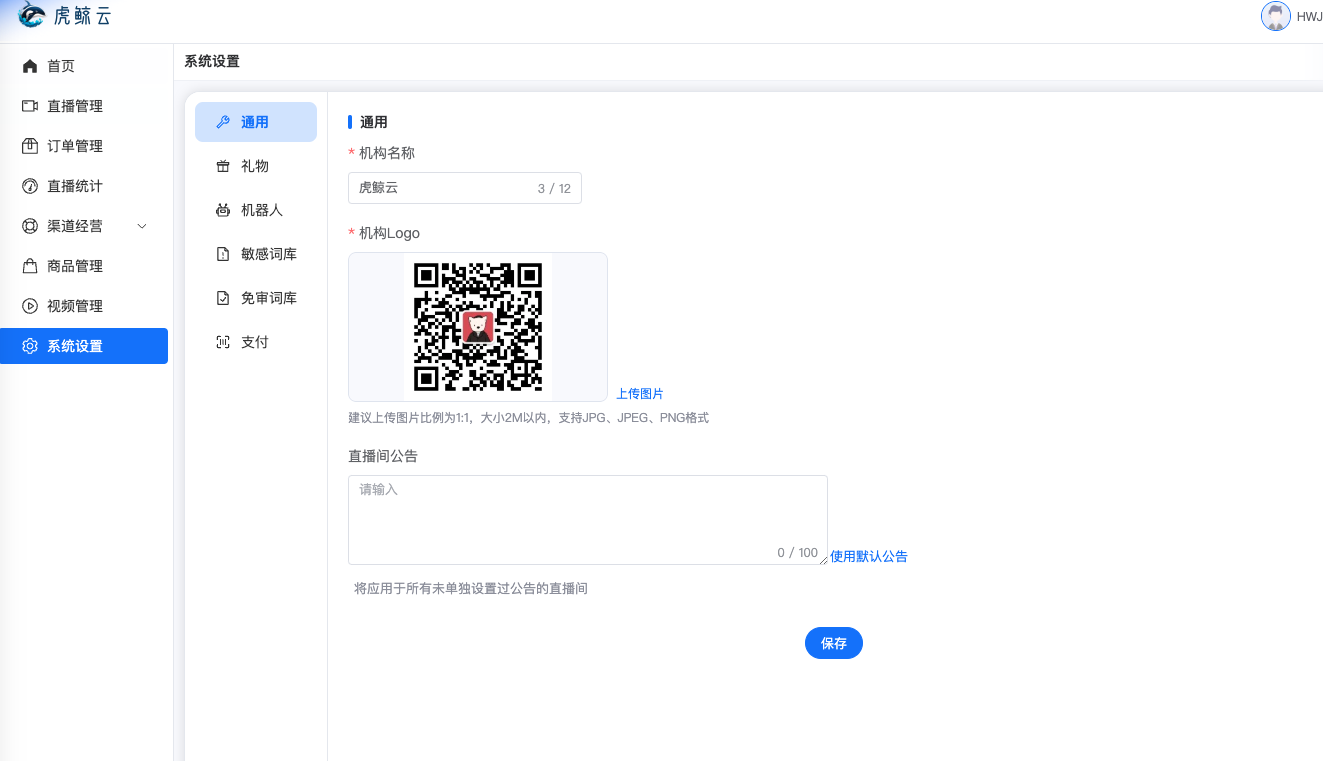 虎鲸云
HWJ
首页
直播管理
订单管理
直播统计
渠道经营
商品管理
视频管理
系统设置
系统设置
通用
礼物
机器人
敏感词库
免审词库
支付
通用
* 机构名称
虎鲸云 3 / 12
* 机构Logo
上传图片
建议上传图片比例为1:1，大小2M以内，支持JPG、JPEG、PNG格式
直播间公告
请输入
0 / 100
使用默认公告
将应用于所有未单独设置过公告的直播间
保存